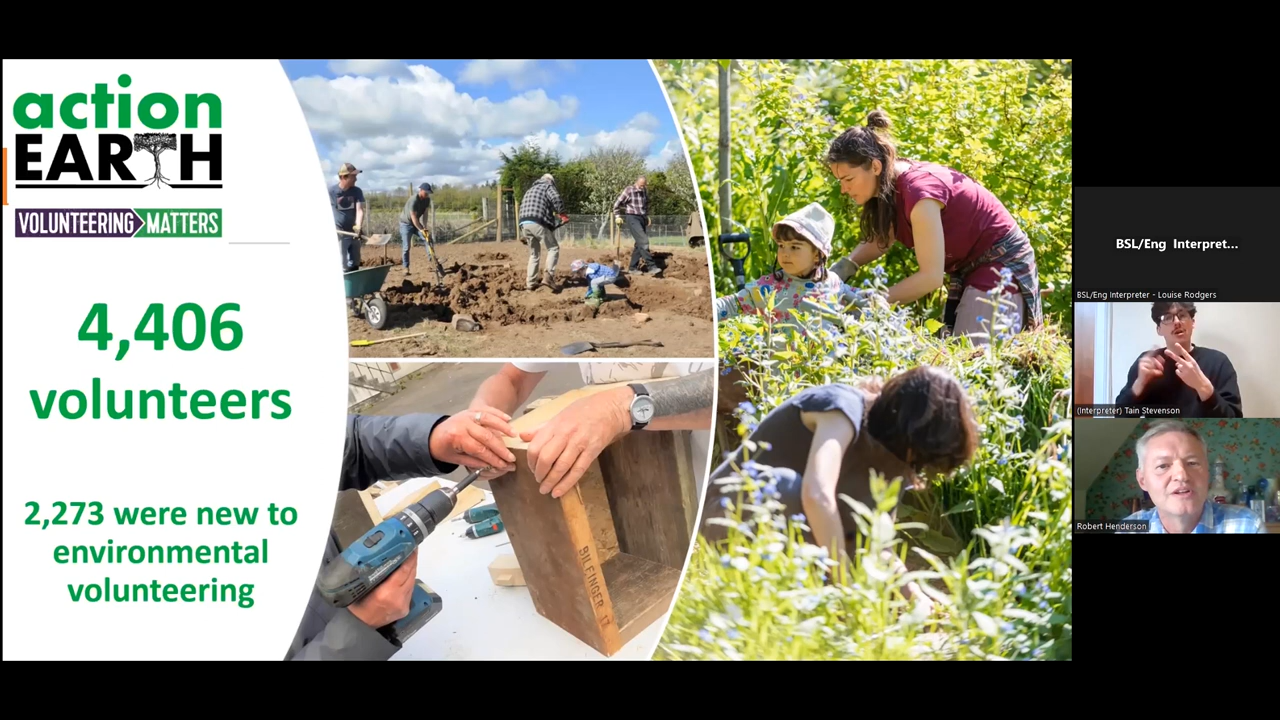 action
EARTH
VOLUNTEERING MATTERS
4,406
volunteers
2,273 were new to
environmental
volunteering
BILFINGER 17
BSL/Eng Interpret...
BSL/Eng Interpreter - Louise Rodgers
(interpreter) Tain Stevenson
Robert Henderson